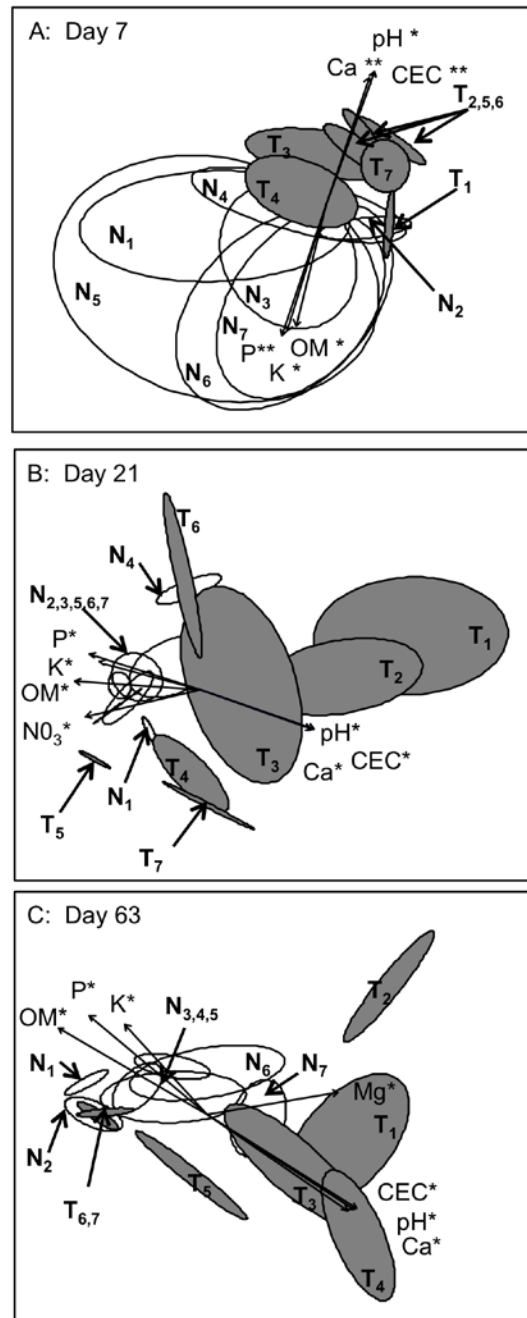 A: Day 7
pH *
Ca **
CEC **
T2,5,6
T3
T7
T4
N4
T1
N1
N5
N3
N2
N7
P**
OM *
N6
K *
B: Day 21
T6
N4
N2,3,5,6,7
P*
K*
OM*
N03*
T1
T2
T3
pH*
Ca*
CEC*
T4
N1
T5
T7
C: Day 63
T2
P*
K*
OM*
N3,4,5
N1
N6
N7
Mg*
T1
N2
T5
T3
T6,7
CEC*
pH*
Ca*
T4